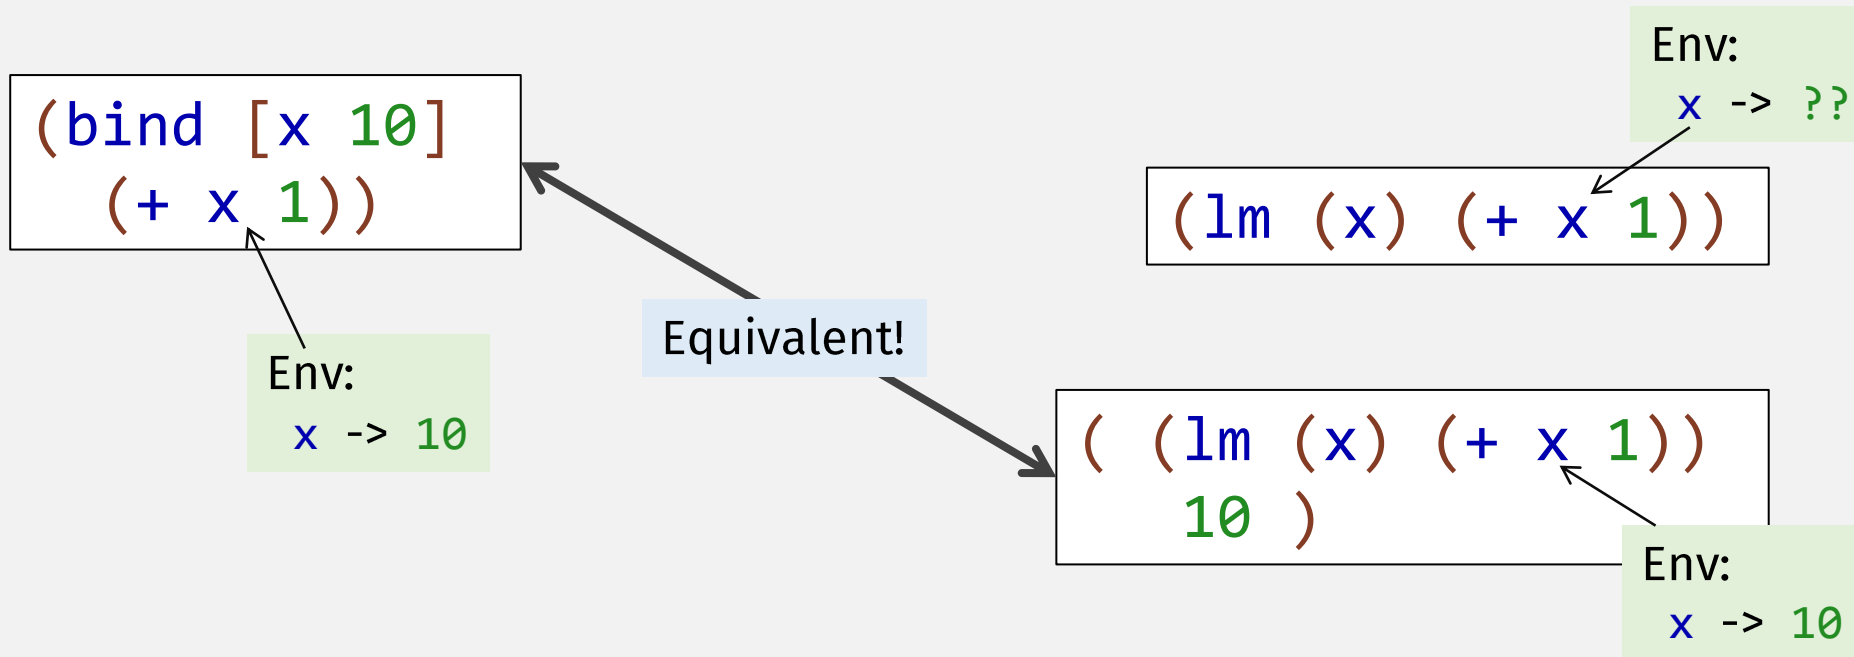 (bind [x 10]
(+ x 1))
Env:
x -> 10
Equivalent!
Env:
x -> ??
(lm (x) (+ x 1))
( (lm (x) (+ x 1))
10 )
Env:
x -> 10